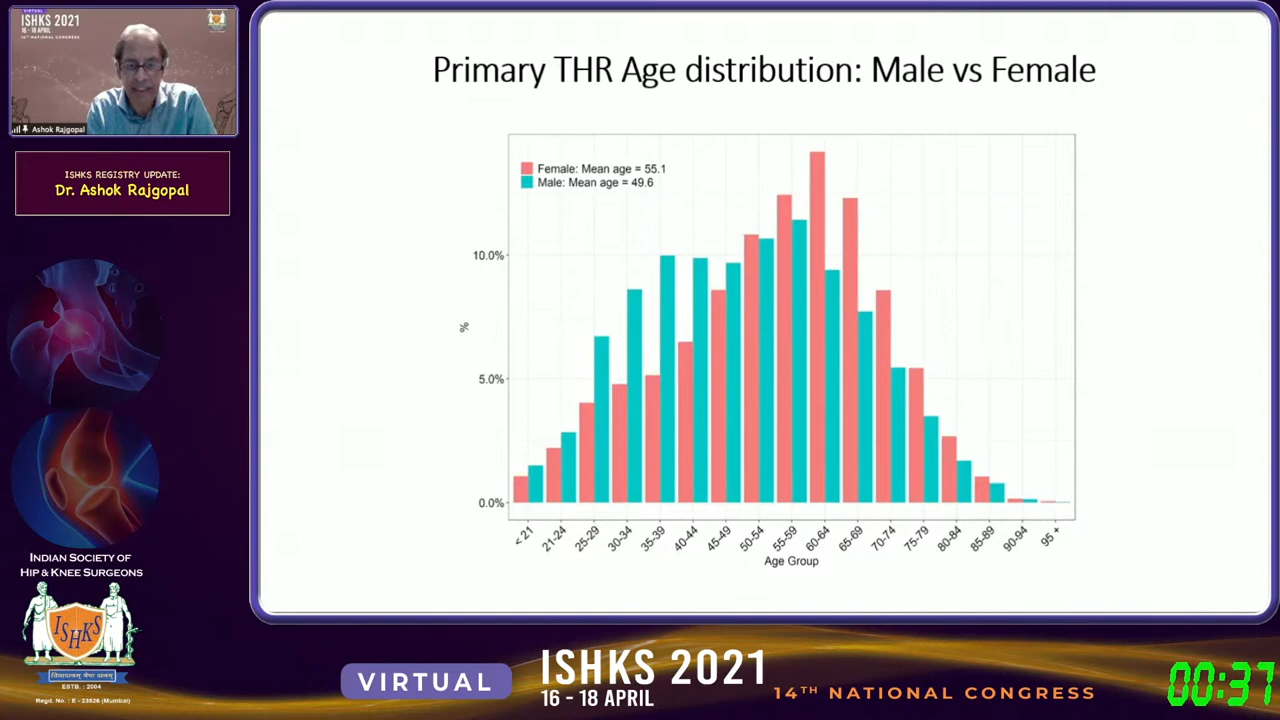 VIRTUAL
ISHKS 2021
16 - 18 APRIL
14TH NATIONAL CONGRESS
Ashok Rajgopal
ISHKS REGISTRY UPDATE:
Dr. Ashok Rajgopal
INDIAN SOCIETY OF
HIP & KNEE SURGEONS
ISHKS
ESTB. : 2004
Regd. No. : E - 23526 (Mumbai)
Primary THR Age distribution: Male vs Female
Female: Mean age = 55.1
Male: Mean age = 49.6
10.0%
5.0%
0.0%
%
< 21
21-24
25-29
30-34
35-39
40-44
45-49
50-54
55-59
60-64
65-69
70-74
75-79
80-84
85-89
90-94
95 +
Age Group
VIRTUAL
ISHKS 2021
16 - 18 APRIL
14TH NATIONAL CONGRESS
00:37